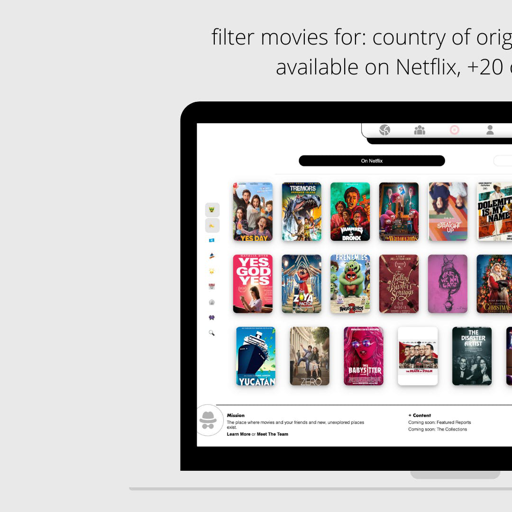 filter movies for: country of orig
available on Netflix, +20
On Netflix
YES DAY
TREMORS
VAMPIRES
BRONX
DOLEMITE
IS MY
NAME
YES
GOD
YES
ZOYA
FACTOR
FRENEMIES
YUCATÁN
ZERO
THE
BABYSITTER
THE
DISASTER
ARTIST
Mission
The place where movies and your friends and new, unexplored places
exist
Learn More or Meet The Team
+ Content
Coming soon: Featured Reports
Coming soon: The Collections